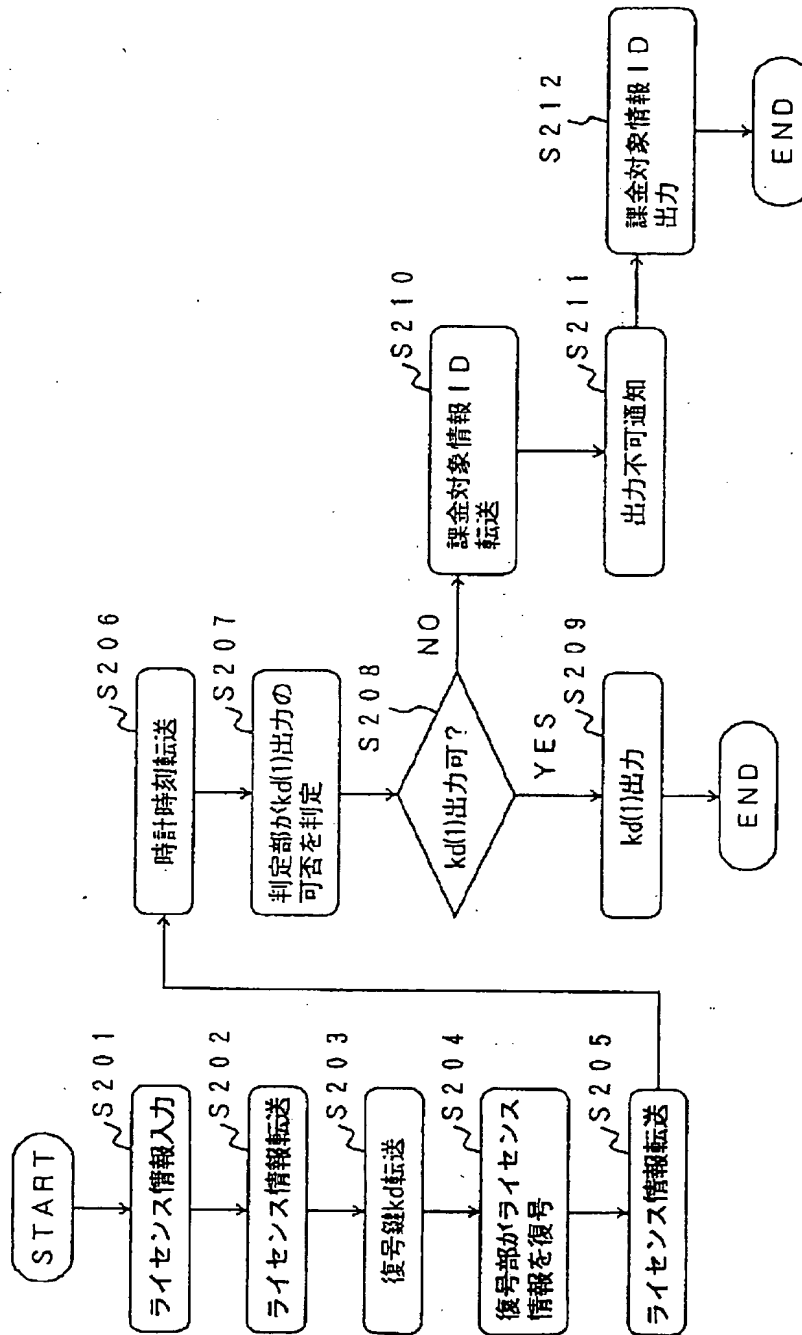 START
S201
ライセンス情報入力
S202
ライセンス情報転送
S203
復号鍵kd転送
S204
復号部がライセンス
情報を復号
S205
ライセンス情報転送
S206
時計時刻転送
S207
判定部がkd(1)出力の
可否を判定
S208
kd(1)出力可?
NO
YES
S209
kd(1)出力
END
S210
課金対象情報ID
転送
S211
出力不可通知
S212
課金対象情報ID
出力
END